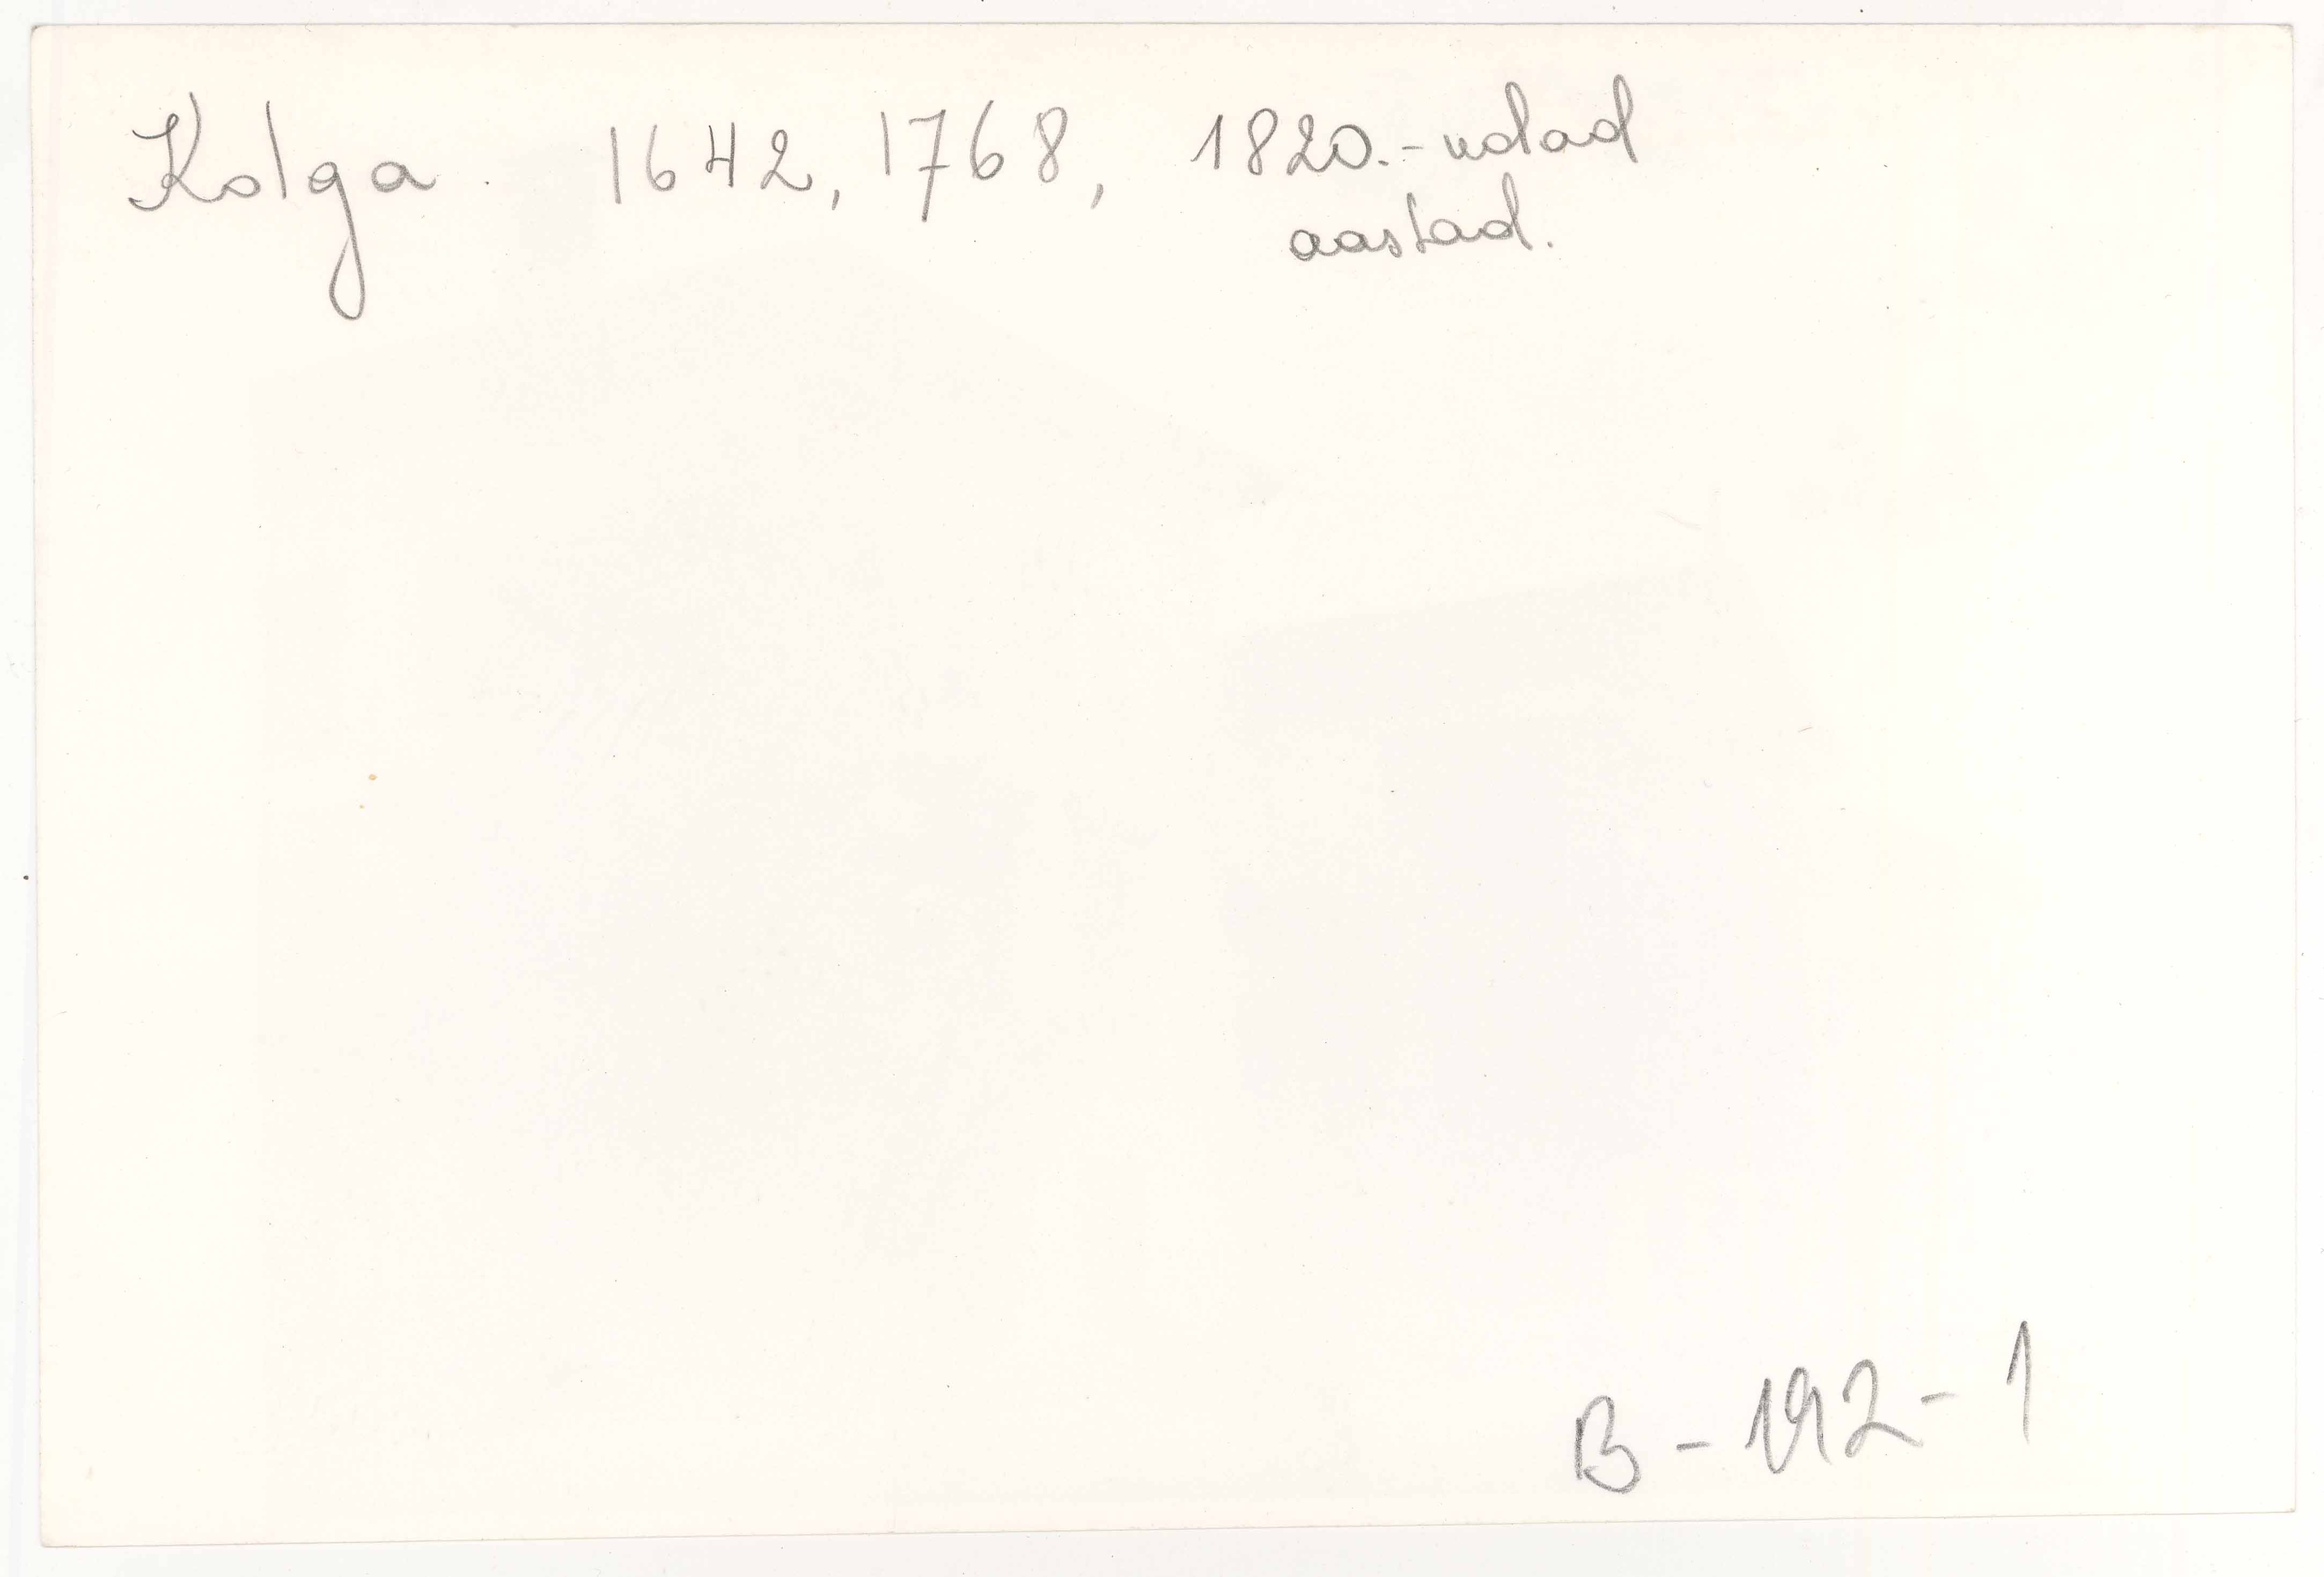 Kolga. 1642, 1768, 1820.-ndad
aastad.
B-192-1